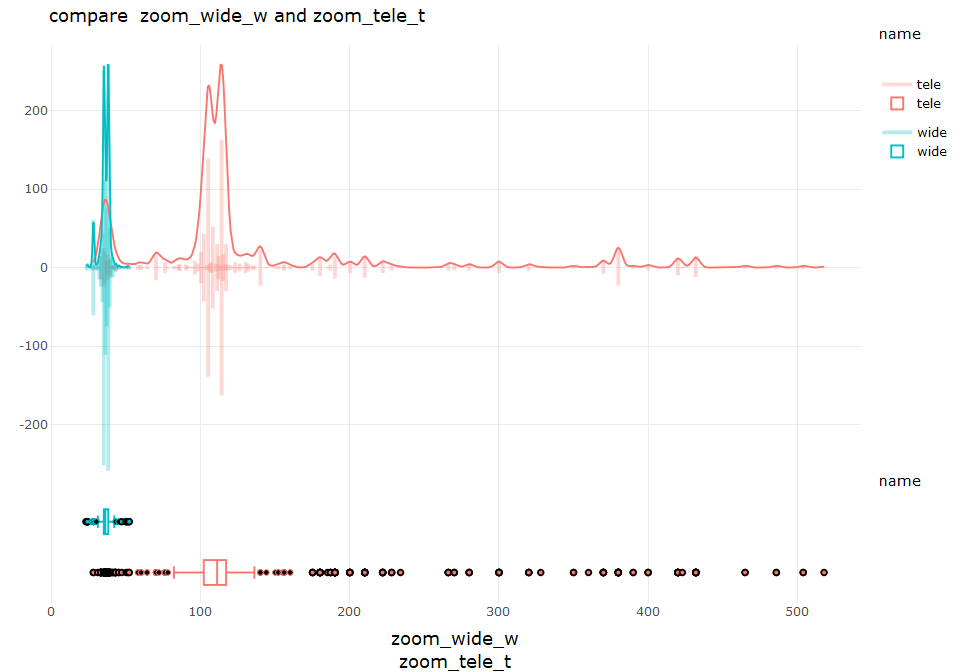 compare  zoom_wide_w and zoom_tele_t
name
tele
tele
wide
wide
200
100
0
-100
-200
name
0
100
200
300
400
500
zoom_wide_w
zoom_tele_t